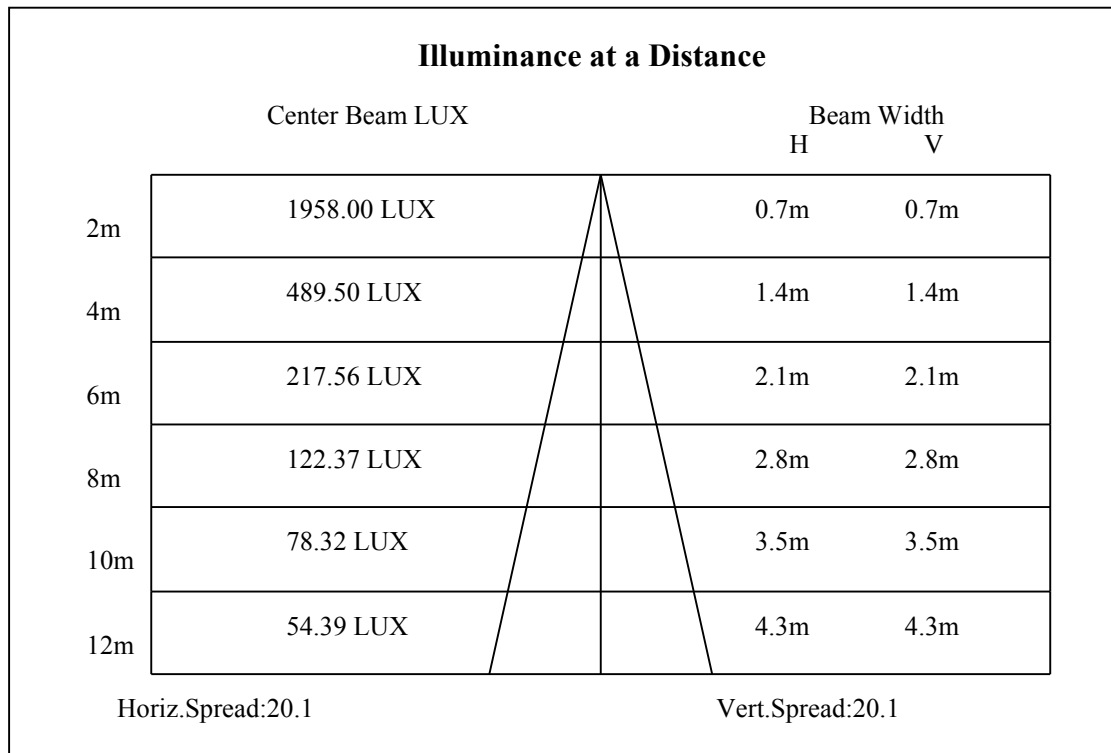 Illuminance at a Distance
Center Beam LUX Beam Width
H V
1958.00 LUX 0.7m 0.7m
2m
489.50 LUX 1.4m 1.4m
4m
217.56 LUX 2.1m 2.1m
6m
122.37 LUX 2.8m 2.8m
8m
78.32 LUX 3.5m 3.5m
10m
54.39 LUX 4.3m 4.3m
12m
Horiz.Spread:20.1 Vert.Spread:20.1